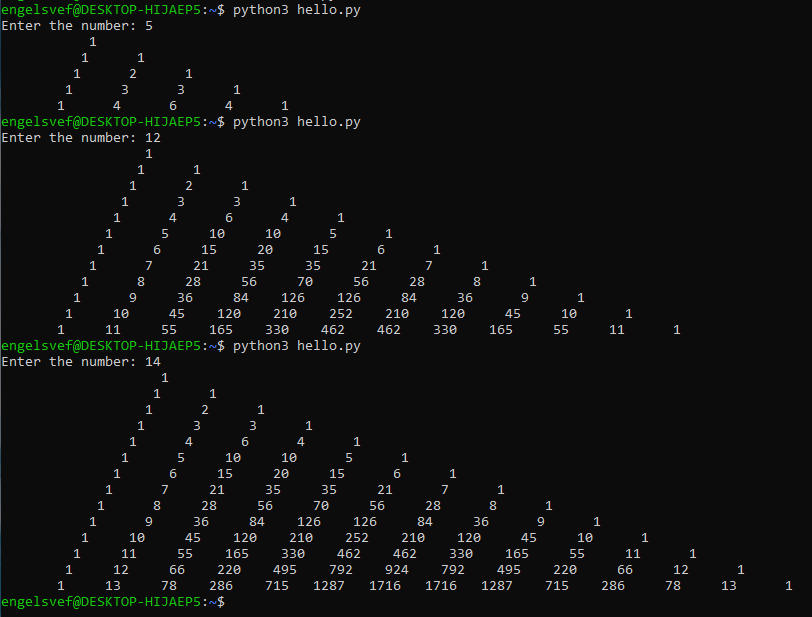 engelsvef@DESKTOP-HIJAEP5:~$ python3 hello.py
Enter the number: 5
1
1 1
1 2 1
1 3 3 1
1 4 6 4 1
engelsvef@DESKTOP-HIJAEP5:~$ python3 hello.py
Enter the number: 12
1
1 1
1 2 1
1 3 3 1
1 4 6 4 1
1 5 10 10 5 1
1 6 15 20 15 6 1
1 7 21 35 35 21 7 1
1 8 28 56 70 56 28 8 1
1 9 36 84 126 126 84 36 9 1
1 10 45 120 210 252 210 120 45 10 1
1 11 55 165 330 462 462 330 165 55 11 1
engelsvef@DESKTOP-HIJAEP5:~$ python3 hello.py
Enter the number: 14
1
1 1
1 2 1
1 3 3 1
1 4 6 4 1
1 5 10 10 5 1
1 6 15 20 15 6 1
1 7 21 35 35 21 7 1
1 8 28 56 70 56 28 8 1
1 9 36 84 126 126 84 36 9 1
1 10 45 120 210 252 210 120 45 10 1
1 11 55 165 330 462 462 330 165 55 11 1
1 12 66 220 495 792 924 792 495 220 66 12 1
1 13 78 286 715 1287 1716 1716 1287 715 286 78 13 1
engelsvef@DESKTOP-HIJAEP5:~$